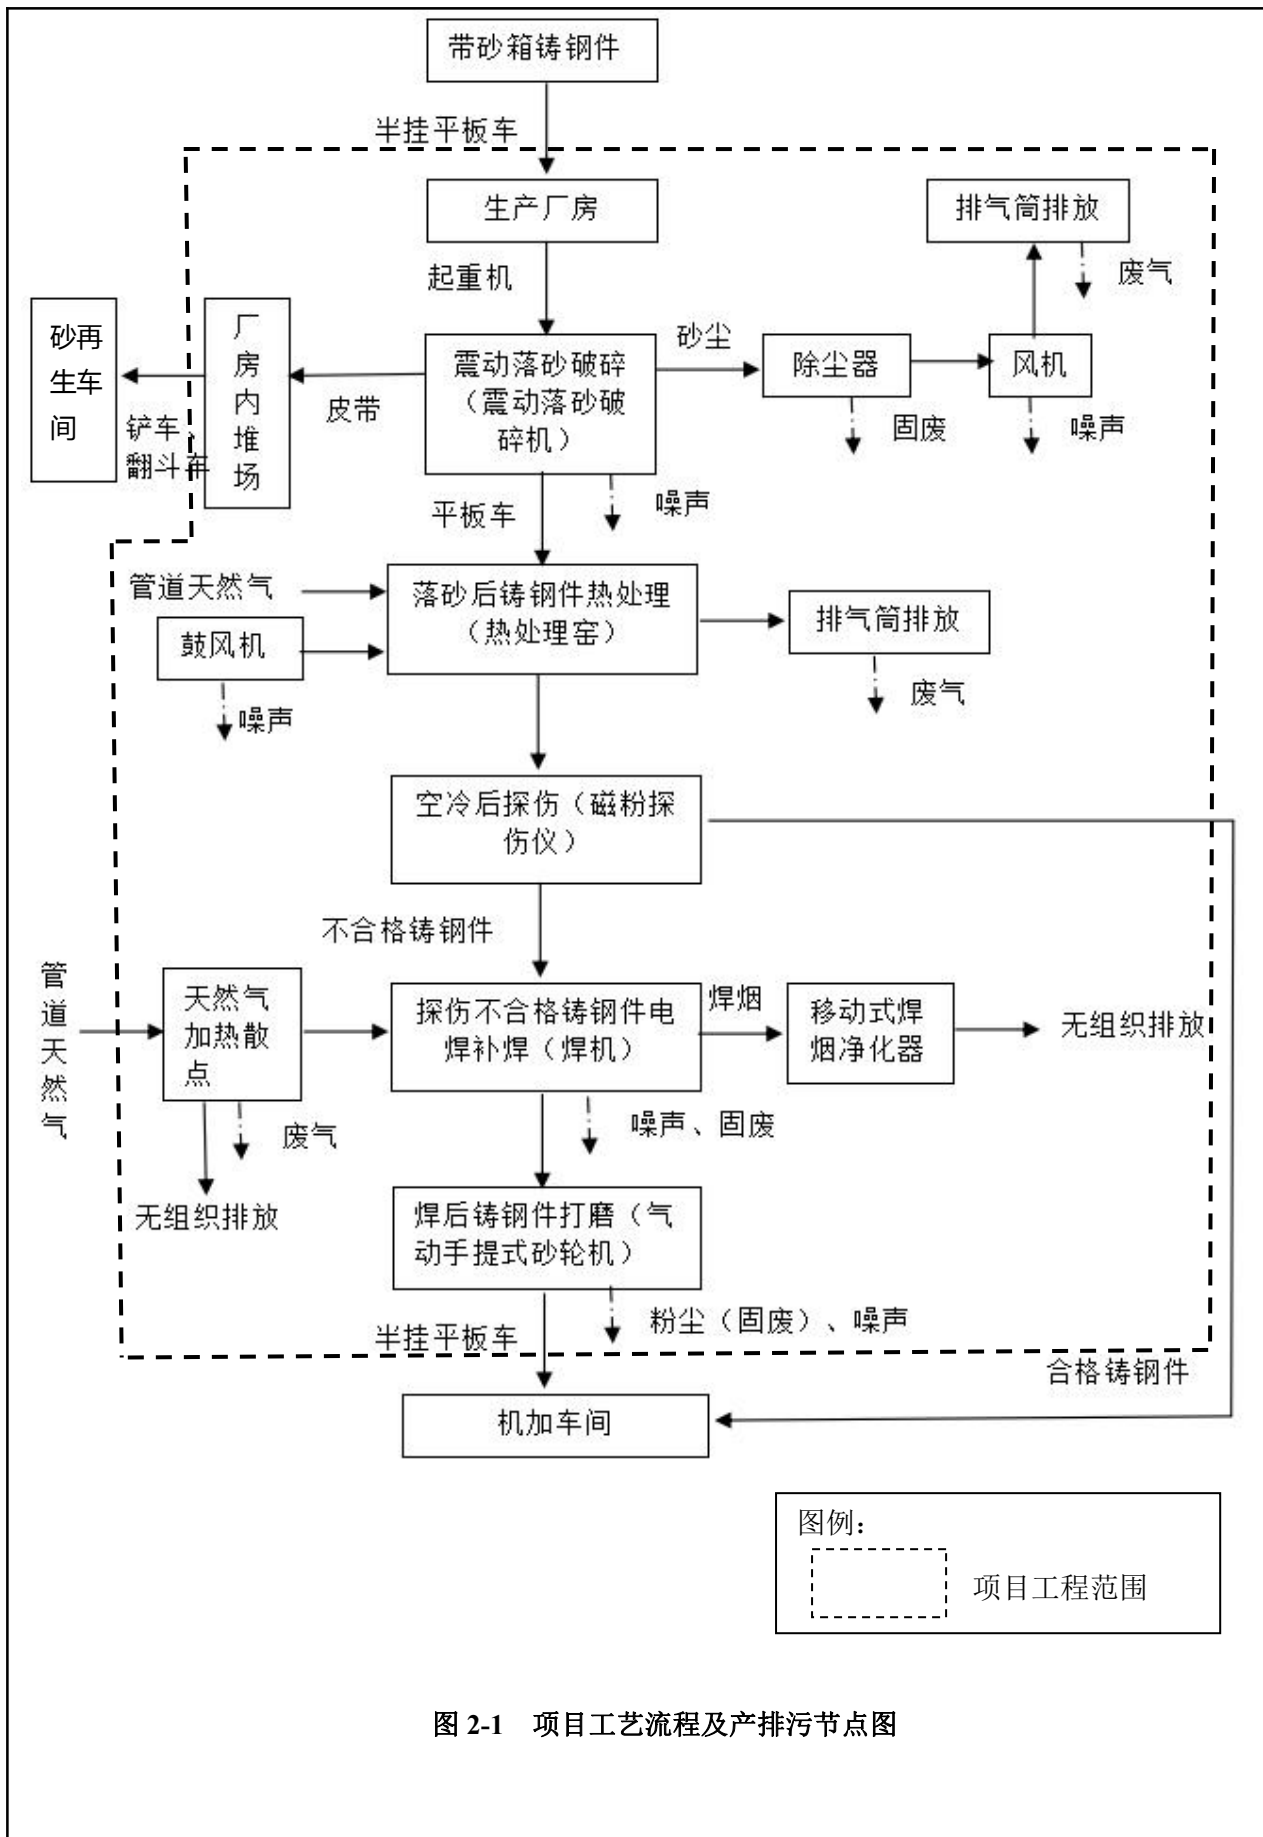 带砂箱铸钢件
半挂平板车
生产厂房
排气筒排放
起重机
废气
砂再
生车
间
厂
房
内
堆
场
铲车、
翻斗车
皮带
震动落砂破碎
（震动落砂破
碎机）
砂尘
除尘器
风机
固废
噪声
平板车
噪声
管道天然气
鼓风机
噪声
落砂后铸钢件热处理
（热处理窑）
排气筒排放
废气
空冷后探伤（磁粉探
伤仪）
不合格铸钢件
管
道
天
然
气
天然气
加热散
点
废气
无组织排放
探伤不合格铸钢件电
焊补焊（焊机）
焊烟
移动式焊
烟净化器
无组织排放
噪声、固废
焊后铸钢件打磨（气
动手提式砂轮机）
粉尘（固废）、噪声
半挂平板车
合格铸钢件
机加车间
图例：
项目工程范围
图 2-1 项目工艺流程及产排污节点图